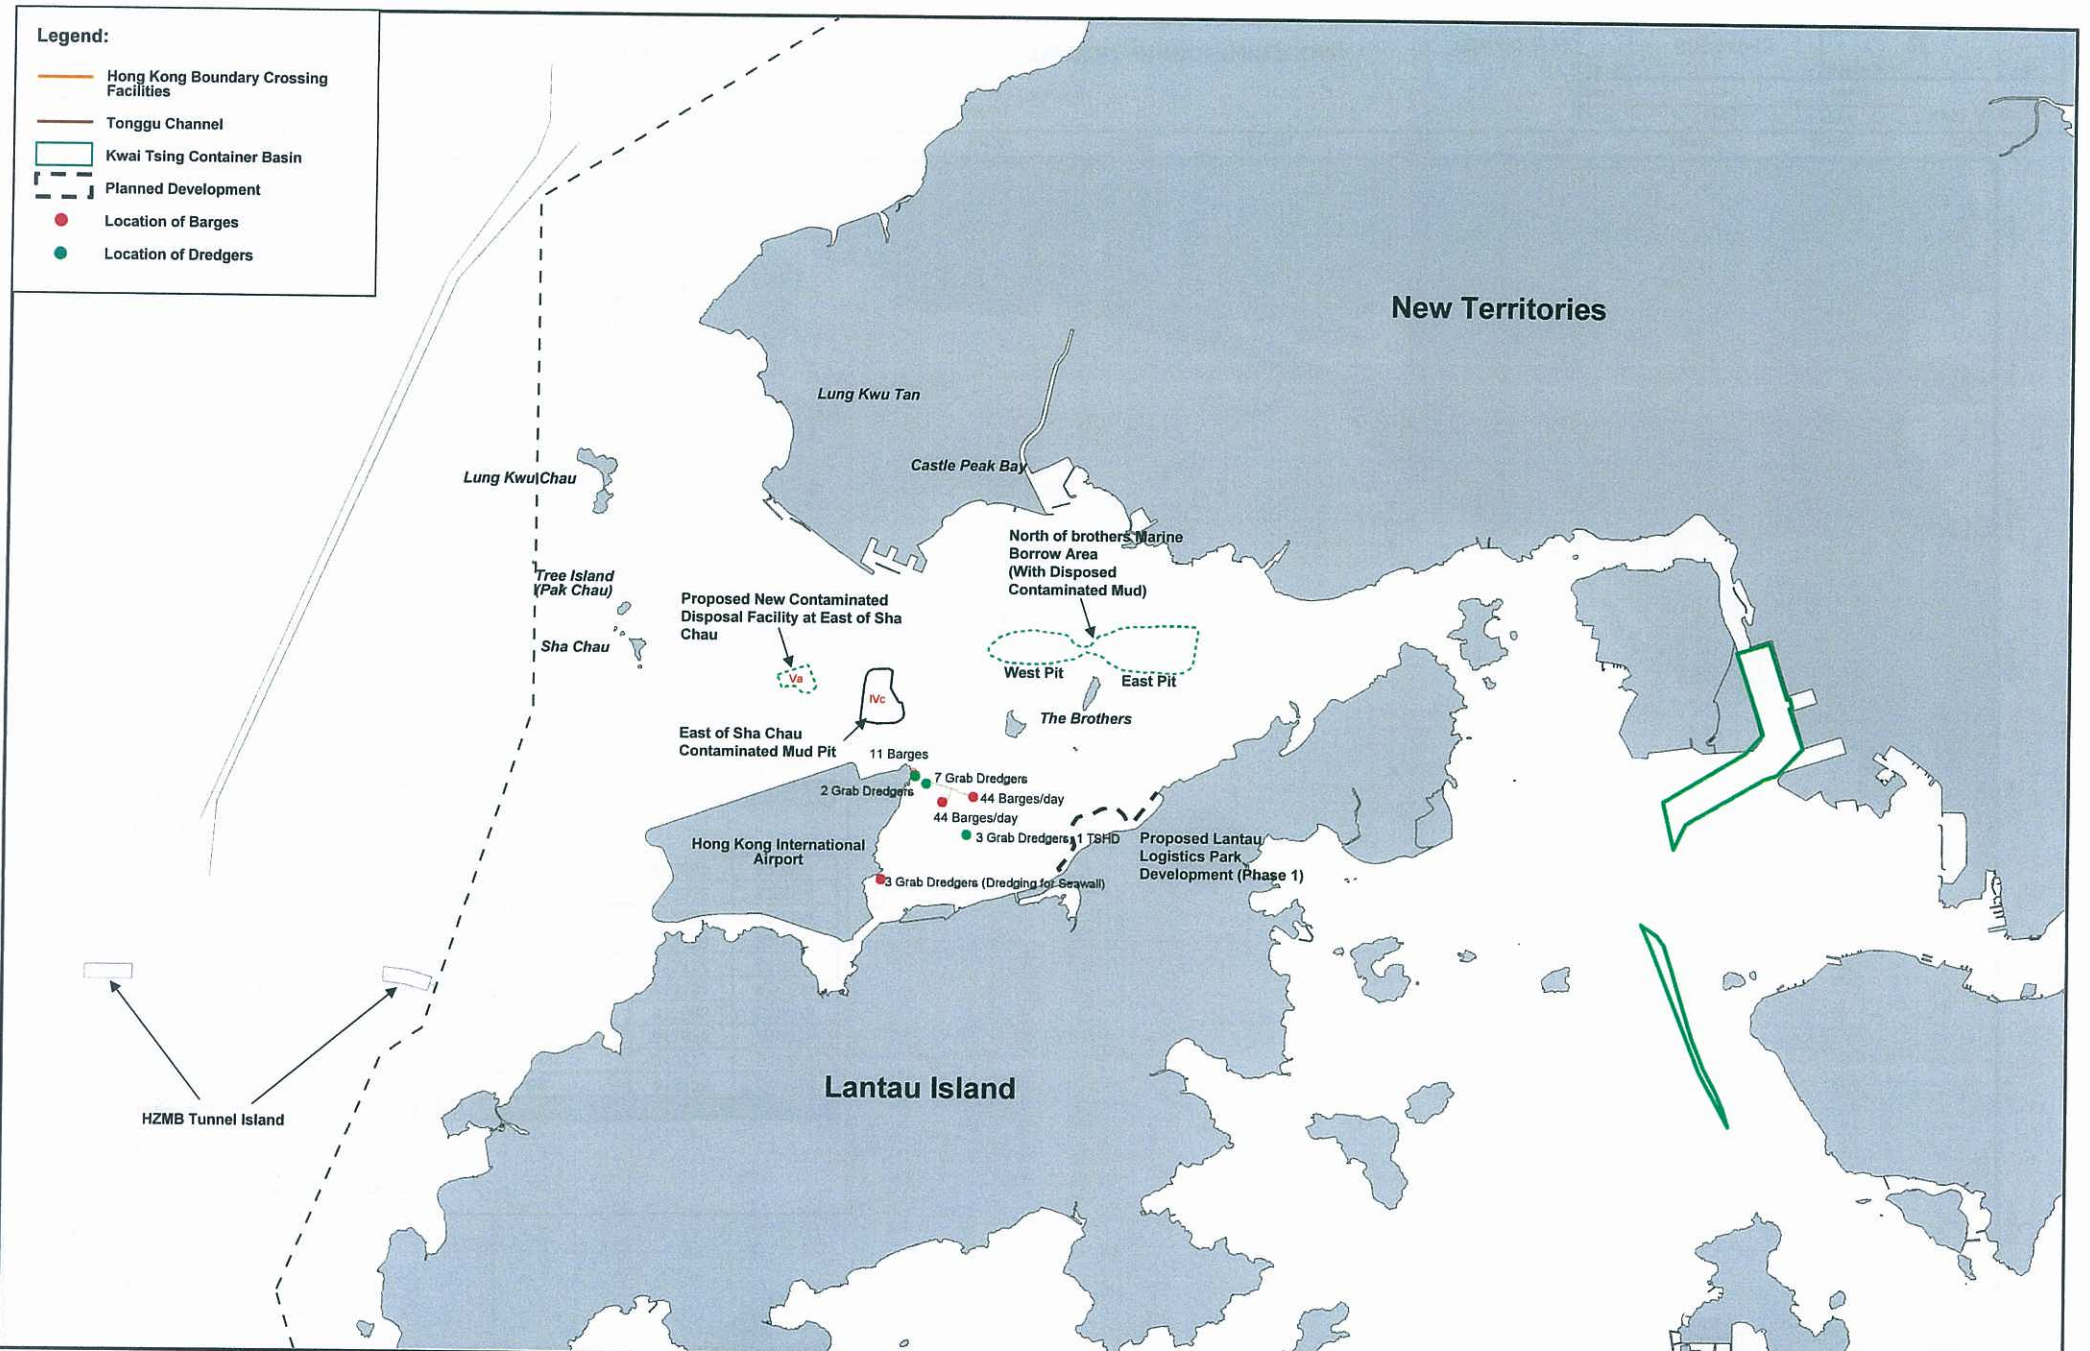 Legend:
Hong Kong Boundary Crossing
Facilities
Tonggu Channel
Kwai Tsing Container Basin
Planned Development
Location of Barges
Location of Dredgers
New Territories
Lung Kwu Tan
Castle Peak Bay
Lung Kwu Chau
North of brothers Marine
Borrow Area
(With Disposed
Contaminated Mud)
Tree Island
(Pak Chau)
Proposed New Contaminated
Disposal Facility at East of Sha
Chau
Sha Chau
Va
IVc
West Pit
East Pit
The Brothers
East of Sha Chau
Contaminated Mud Pit
11 Barges
7 Grab Dredgers
2 Grab Dredgers
44 Barges/day
44 Barges/day
3 Grab Dredgers, 1 TSHD
Hong Kong International
Airport
Proposed Lantau
Logistics Park
Development (Phase 1)
3 Grab Dredgers (Dredging for Seawall)
Lantau Island
HZMB Tunnel Island